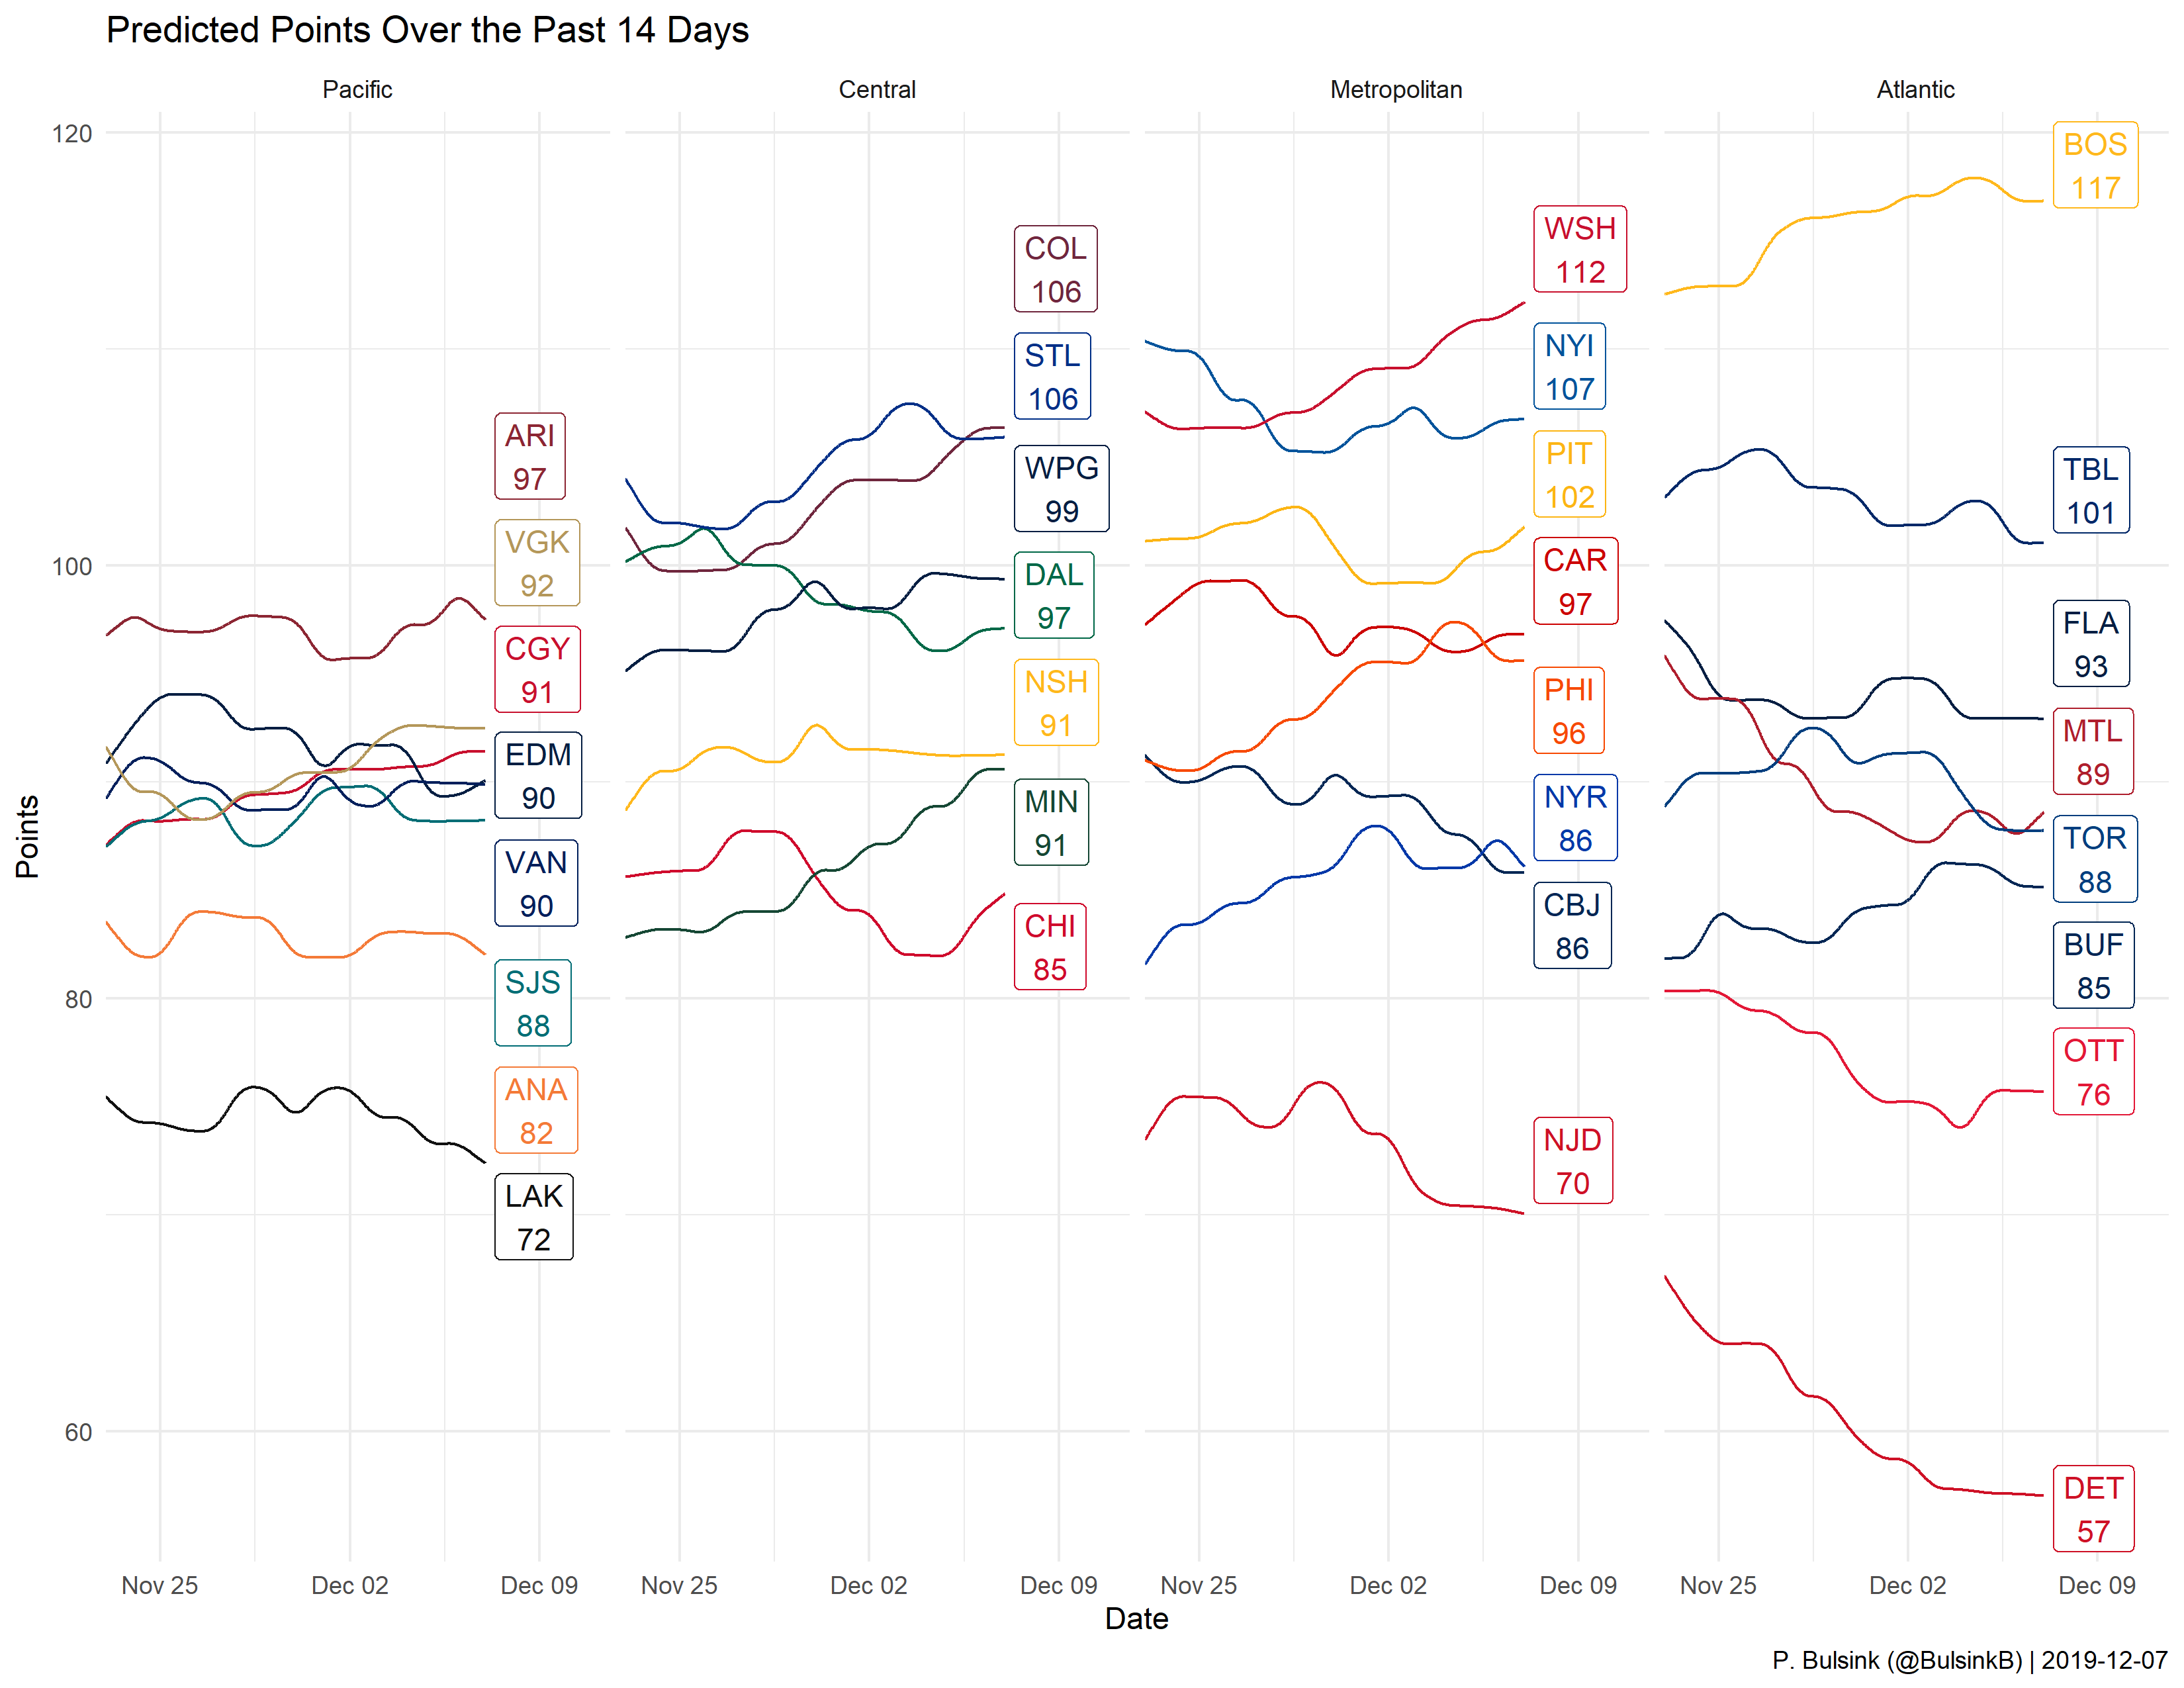 Predicted Points Over the Past 14 Days
Pacific
Central
Metropolitan
Atlantic
Points
120
100
80
60
ARI
97
VGK
92
CGY
91
EDM
90
VAN
90
SJS
88
ANA
82
LAK
72
COL
106
STL
106
WPG
99
DAL
97
NSH
91
MIN
91
CHI
85
WSH
112
NYI
107
PIT
102
CAR
97
PHI
96
NYR
86
CBJ
86
NJD
70
BOS
117
TBL
101
FLA
93
MTL
89
TOR
88
BUF
85
OTT
76
DET
57
Nov 25 Dec 02 Dec 09
Nov 25 Dec 02 Dec 09
Nov 25 Dec 02 Dec 09
Nov 25 Dec 02 Dec 09
Date
P. Bulsink (@BulsinkB) | 2019-12-07